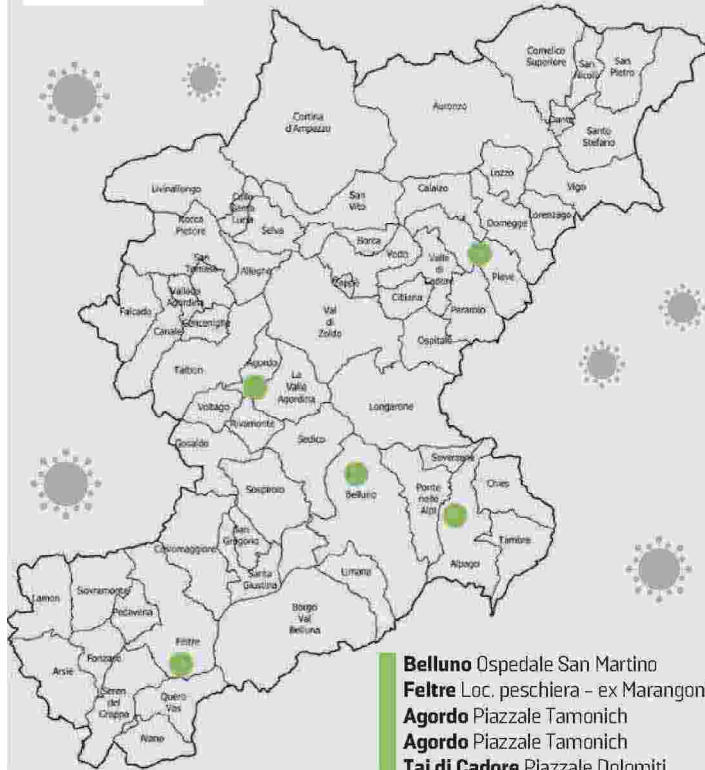 Comelico
Superiore
San
Nicolò
San
Pietro
Cortina
d'Ampezzo
Auronzo
Danta
Santo
Stefano
Livinallongo
Colle
Santa
Lucia
San
Vito
Calalzo
Lozzo
Vigo
Rocca
Pietore
Selva
Borca
Vodo
Domegge
Lorenzago
San
Tomaso
Alleghe
Valle
di
Cadore
Pieve
Falcade
Vallada
Agordina
Canale
Cencenighe
Zoppè
Cibiana
Perarolo
Val
di
Zoldo
Ospitale
Taibon
Agordo
La
Valle
Agordina
Longarone
Voltago
Rivamonte
Gosaldo
Sedico
Soverzene
Sospirolo
Belluno
Ponte
nelle
Alpi
Chies
Cesiomaggiore
San
Gregorio
Santa
Giustina
Limana
Alpago
Tambre
Lamon
Sovramonte
Pedavena
Borgo
Val
Belluna
Feltre
Arsiè
Fonzaso
Seren
del
Grappa
Quero
Vas
Alano
Belluno Ospedale San Martino
Feltre Loc. peschiera - ex Marangon
Agordo Piazzale Tamonich
Agordo Piazzale Tamonich
Tai di Cadore Piazzale Dolomiti